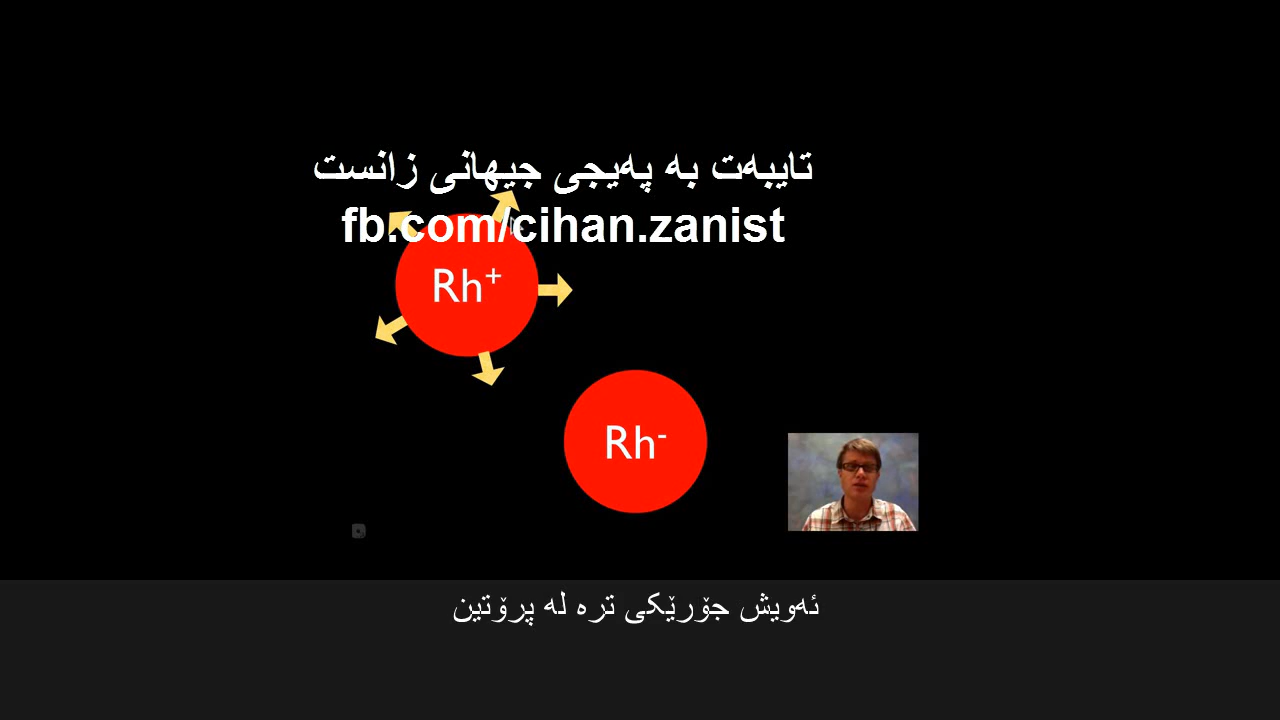 تایبەت بە پەیجی جیهانی زانست
fb.com/cihan.zanist
Rh⁺
Rh⁻
ئەویش جۆرێکی ترە لە پرۆتین